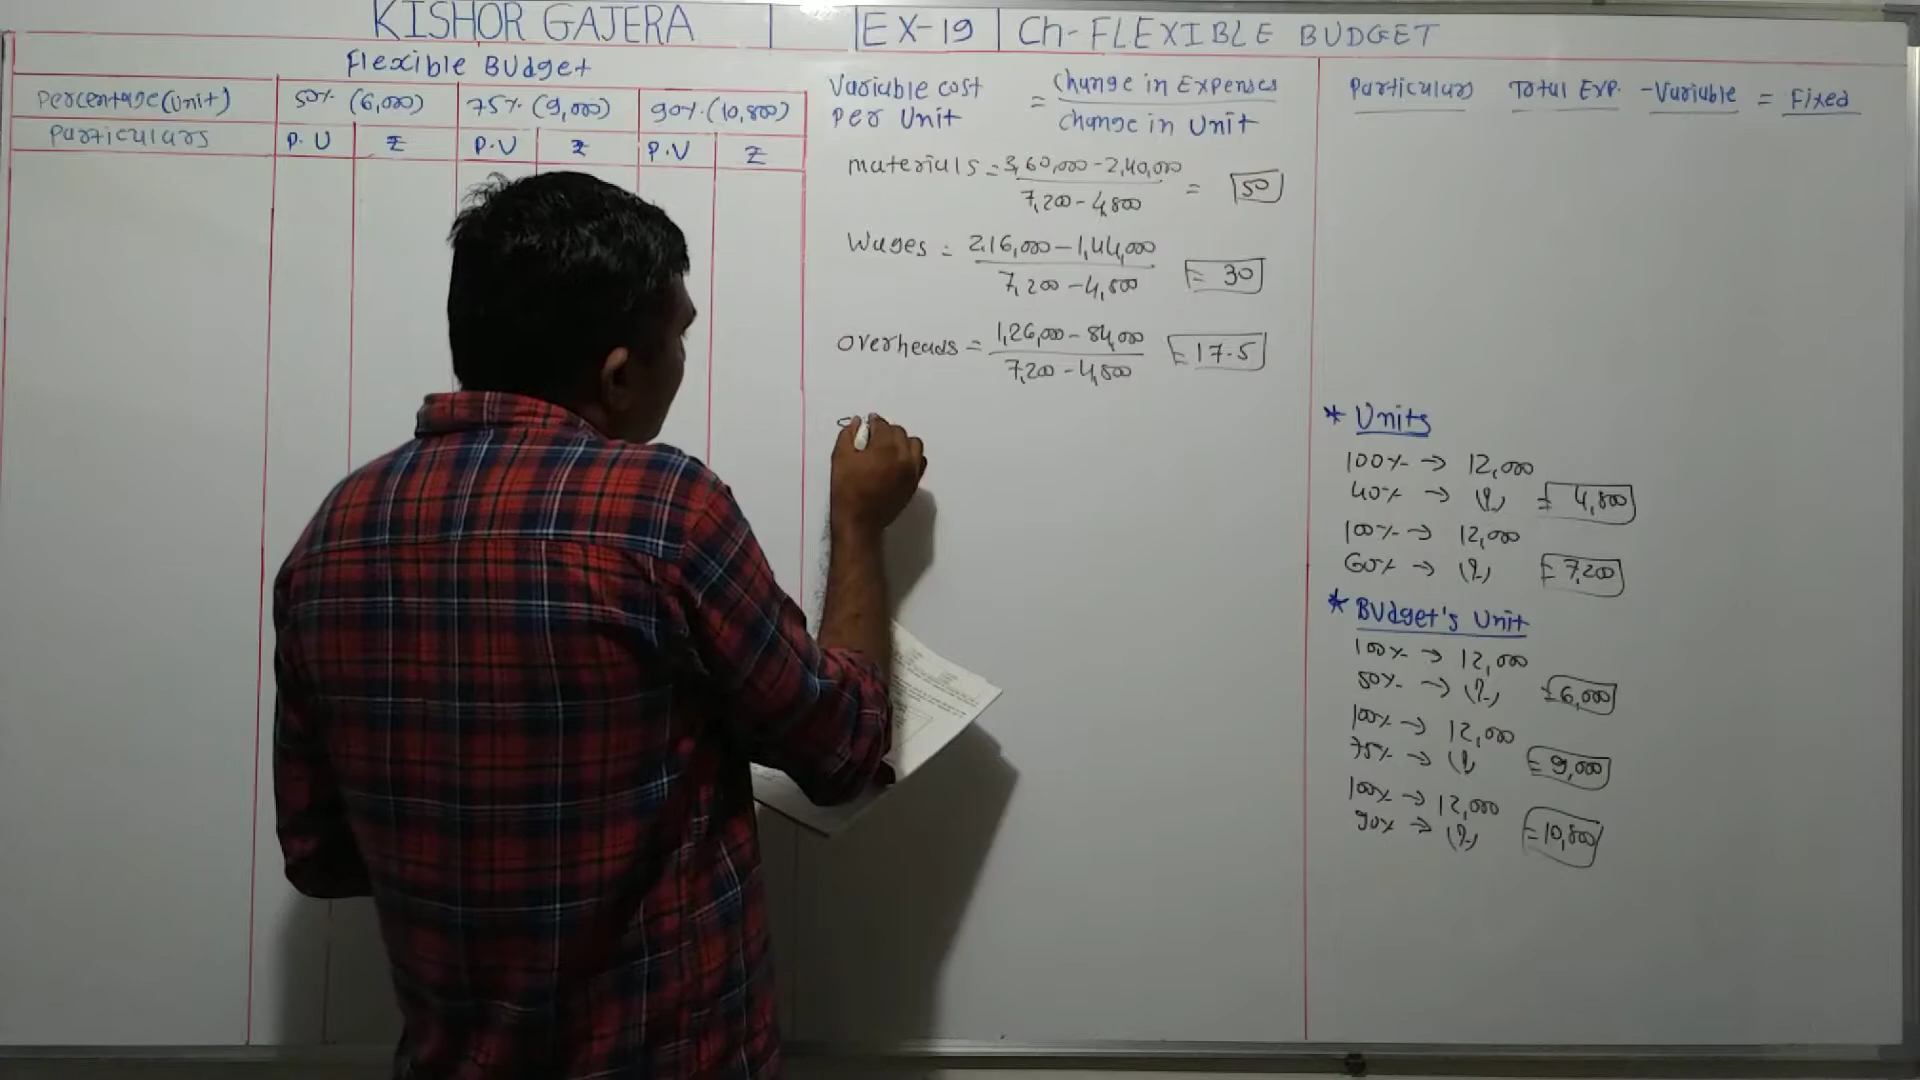 KISHOR GAJERA EX-19 Ch- FLEXIBLE BUDGET
Flexible Budget
Percentage(Unit) 50% (6,000) 75% (9,000) 90% (10,800)
Particulars P.U ₹ P.U ₹ P.U ₹
Variable cost per Unit = Change in Expenses / Change in Unit
materials = 3,60,000 - 2,40,000 / 7,200 - 4,800 = 50
Wages = 2,16,000 - 1,44,000 / 7,200 - 4,800 = 30
Overheads = 1,26,000 - 84,000 / 7,200 - 4,800 = 17.5
Particulars Total Exp. - Variable = Fixed
* Units
100% → 12,000
40% → (?) = 4,800
100% → 12,000
60% → (?) = 7,200
* Budget's Unit
100% → 12,000
50% → (?) = 6,000
100% → 12,000
75% → (?) = 9,000
100% → 12,000
90% → (?) = 10,800